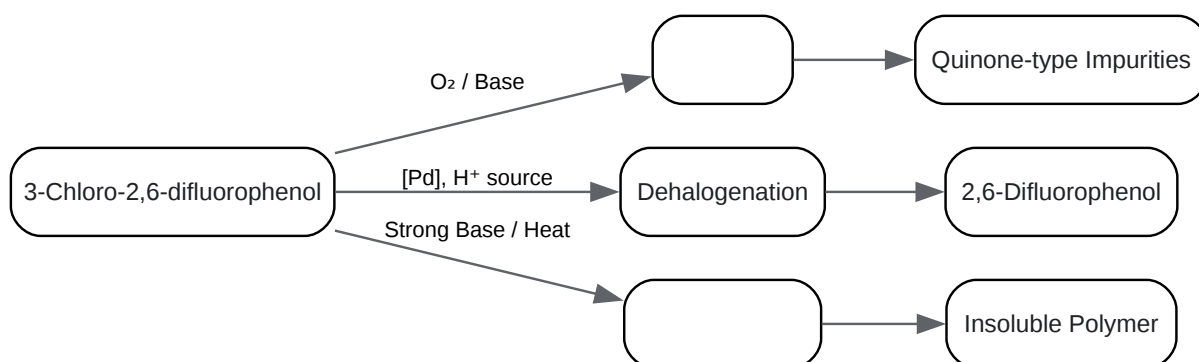 O₂ / Base
Quinone-type Impurities
3-Chloro-2,6-difluorophenol
[Pd], H⁺ source
Dehalogenation
2,6-Difluorophenol
Strong Base / Heat
Insoluble Polymer